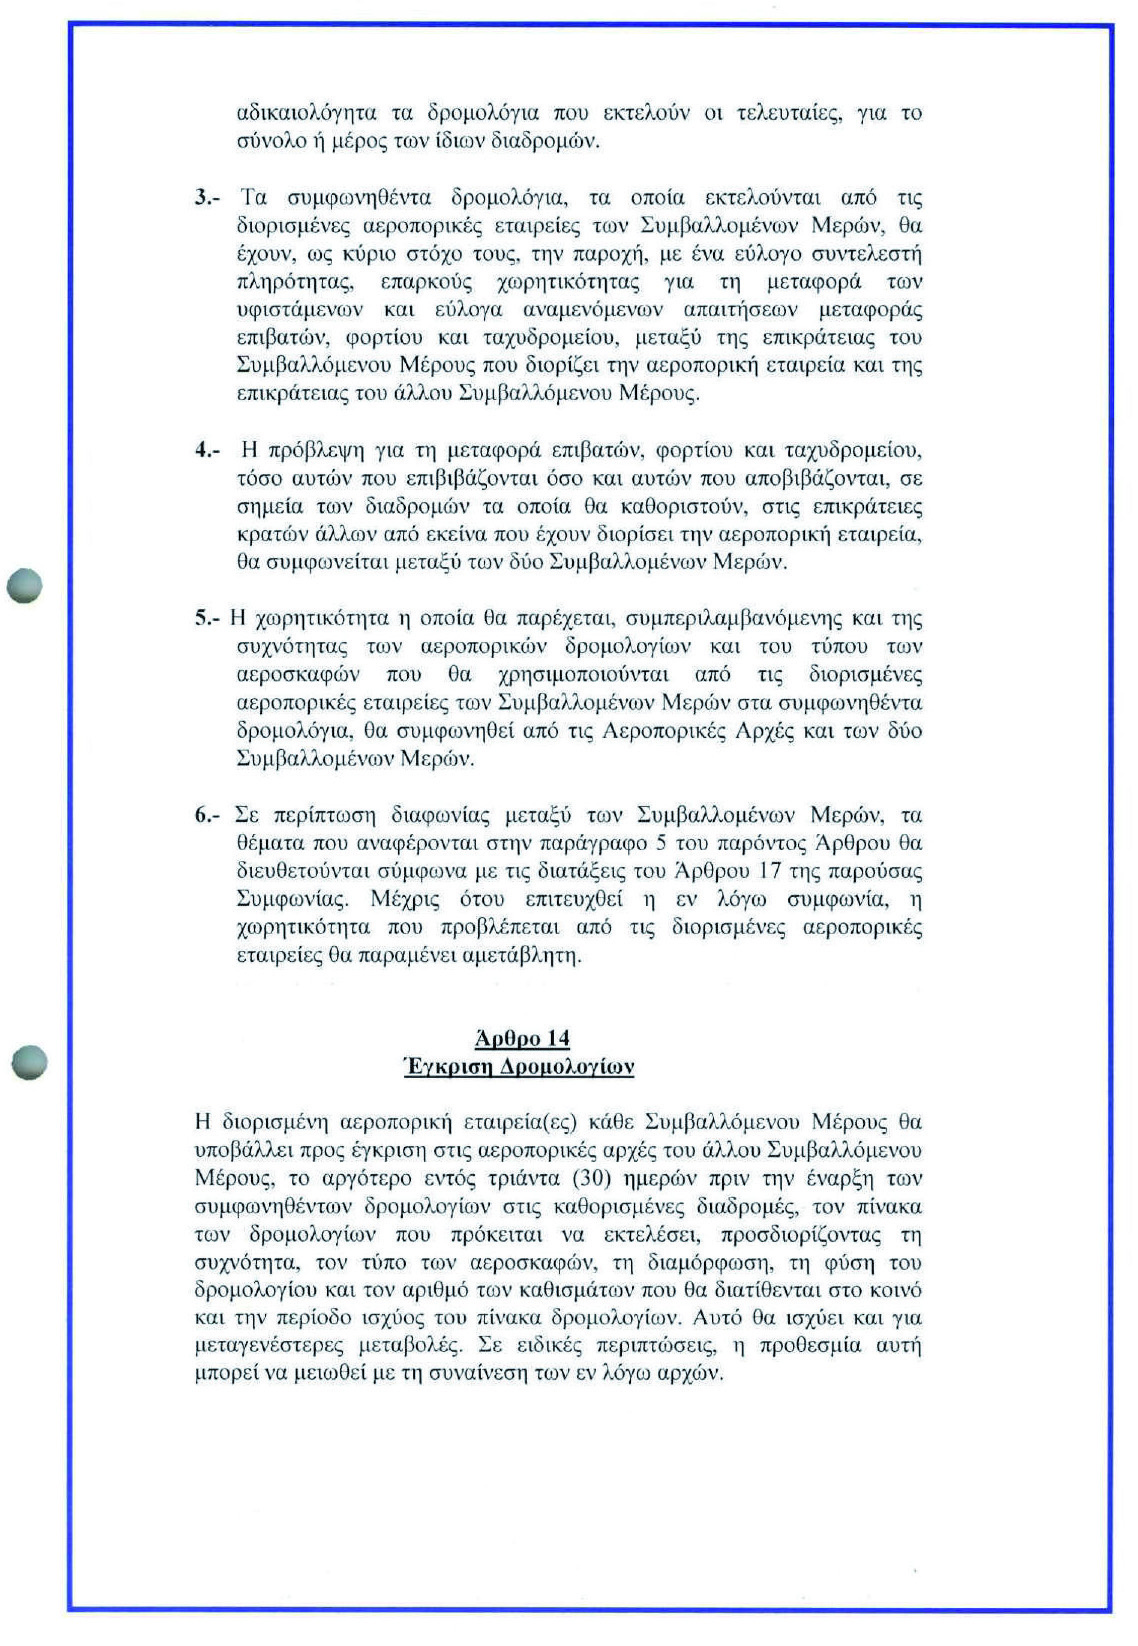 αδικαιολόγητα τα δρομολόγια που εκτελούν οι τελευταίες, για το
σύνολο ή μέρος των ίδιων διαδρομών.
3.- Τα συμφωνηθέντα δρομολόγια, τα οποία εκτελούνται από τις
διορισμένες αεροπορικές εταιρείες των Συμβαλλομένων Μερών, θα
έχουν, ως κύριο στόχο τους, την παροχή, με ένα εύλογο συντελεστή
πληρότητας, επαρκούς χωρητικότητας για τη μεταφορά των
υφιστάμενων και εύλογα αναμενόμενων απαιτήσεων μεταφοράς
επιβατών, φορτίου και ταχυδρομείου, μεταξύ της επικράτειας του
Συμβαλλόμενου Μέρους που διορίζει την αεροπορική εταιρεία και της
επικράτειας του άλλου Συμβαλλόμενου Μέρους.
4.- Η πρόβλεψη για τη μεταφορά επιβατών, φορτίου και ταχυδρομείου,
τόσο αυτών που επιβιβάζονται όσο και αυτών που αποβιβάζονται, σε
σημεία των διαδρομών τα οποία θα καθοριστούν, στις επικράτειες
κρατών άλλων από εκείνα που έχουν διορίσει την αεροπορική εταιρεία,
θα συμφωνείται μεταξύ των δύο Συμβαλλομένων Μερών.
5.- Η χωρητικότητα η οποία θα παρέχεται, συμπεριλαμβανόμενης και της
συχνότητας των αεροπορικών δρομολογίων και του τύπου των
αεροσκαφών που θα χρησιμοποιούνται από τις διορισμένες
αεροπορικές εταιρείες των Συμβαλλομένων Μερών στα συμφωνηθέντα
δρομολόγια, θα συμφωνηθεί από τις Αεροπορικές Αρχές και των δύο
Συμβαλλομένων Μερών.
6.- Σε περίπτωση διαφωνίας μεταξύ των Συμβαλλομένων Μερών, τα
θέματα που αναφέρονται στην παράγραφο 5 του παρόντος Άρθρου θα
διευθετούνται σύμφωνα με τις διατάξεις του Άρθρου 17 της παρούσας
Συμφωνίας. Μέχρις ότου επιτευχθεί η εν λόγω συμφωνία, η
χωρητικότητα που προβλέπεται από τις διορισμένες αεροπορικές
εταιρείες θα παραμένει αμετάβλητη.
Άρθρο 14
Έγκριση Δρομολογίων
Η διορισμένη αεροπορική εταιρεία(ες) κάθε Συμβαλλόμενου Μέρους θα
υποβάλλει προς έγκριση στις αεροπορικές αρχές του άλλου Συμβαλλόμενου
Μέρους, το αργότερο εντός τριάντα (30) ημερών πριν την έναρξη των
συμφωνηθέντων δρομολογίων στις καθορισμένες διαδρομές, τον πίνακα
των δρομολογίων που πρόκειται να εκτελέσει, προσδιορίζοντας τη
συχνότητα, τον τύπο των αεροσκαφών, τη διαμόρφωση, τη φύση του
δρομολογίου και τον αριθμό των καθισμάτων που θα διατίθενται στο κοινό
και την περίοδο ισχύος του πίνακα δρομολογίων. Αυτό θα ισχύει και για
μεταγενέστερες μεταβολές. Σε ειδικές περιπτώσεις, η προθεσμία αυτή
μπορεί να μειωθεί με τη συναίνεση των εν λόγω αρχών.